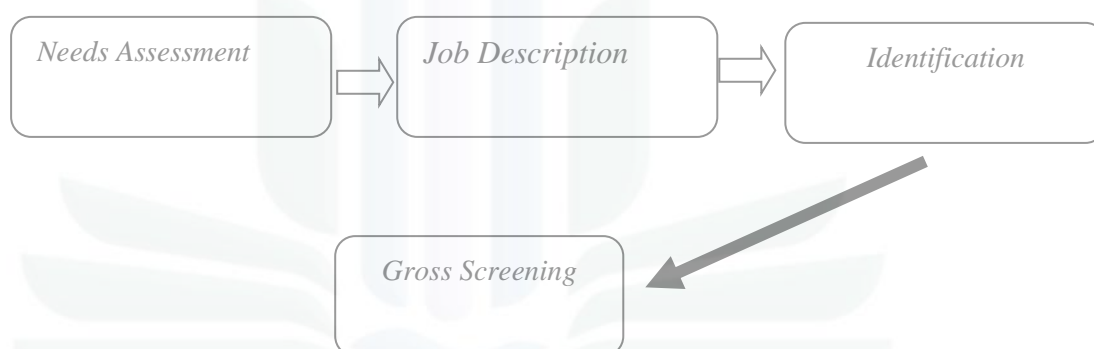 Needs Assessment
Job Description
Identification
Gross Screening